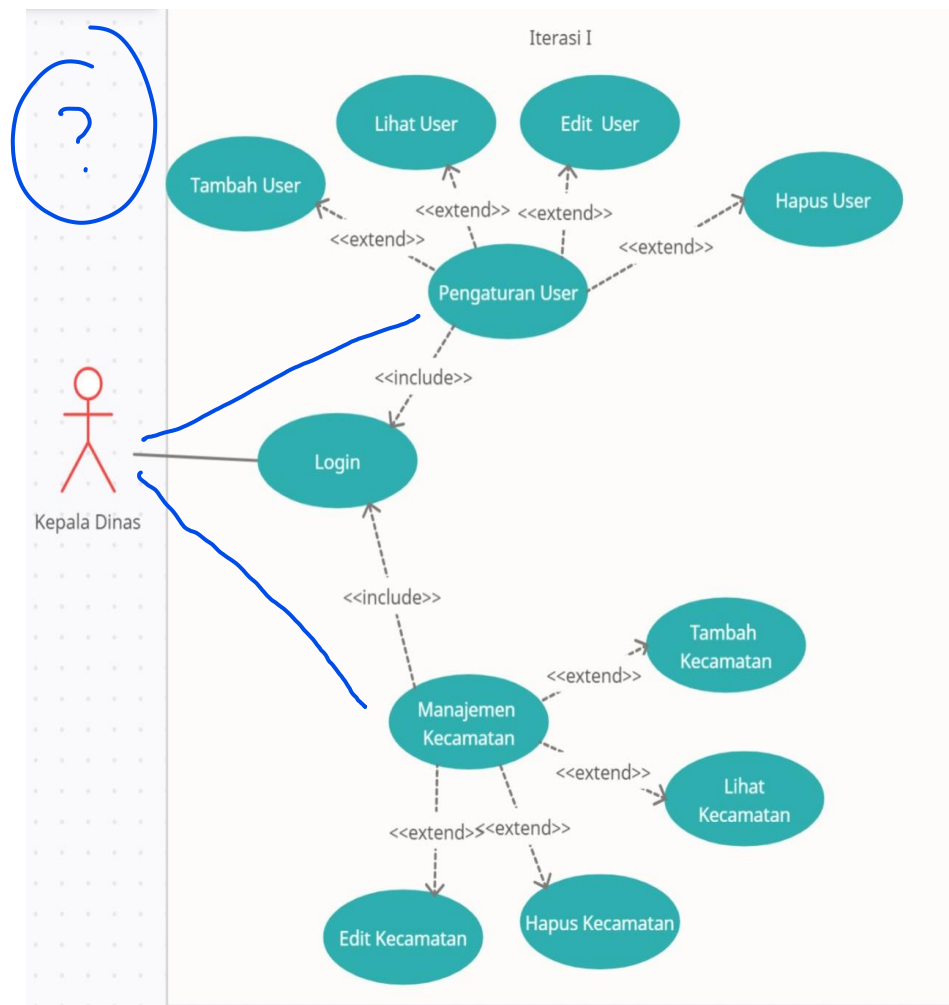 Iterasi I
?
Lihat User
Edit User
Tambah User
Hapus User
<<extend>>
<<extend>>
<<extend>>
<<extend>>
Pengaturan User
<<include>>
Login
Kepala Dinas
<<include>>
Tambah
Kecamatan
<<extend>>
Manajemen
Kecamatan
<<extend>>
Lihat
Kecamatan
<<extend>>
<<extend>>
Edit Kecamatan
Hapus Kecamatan